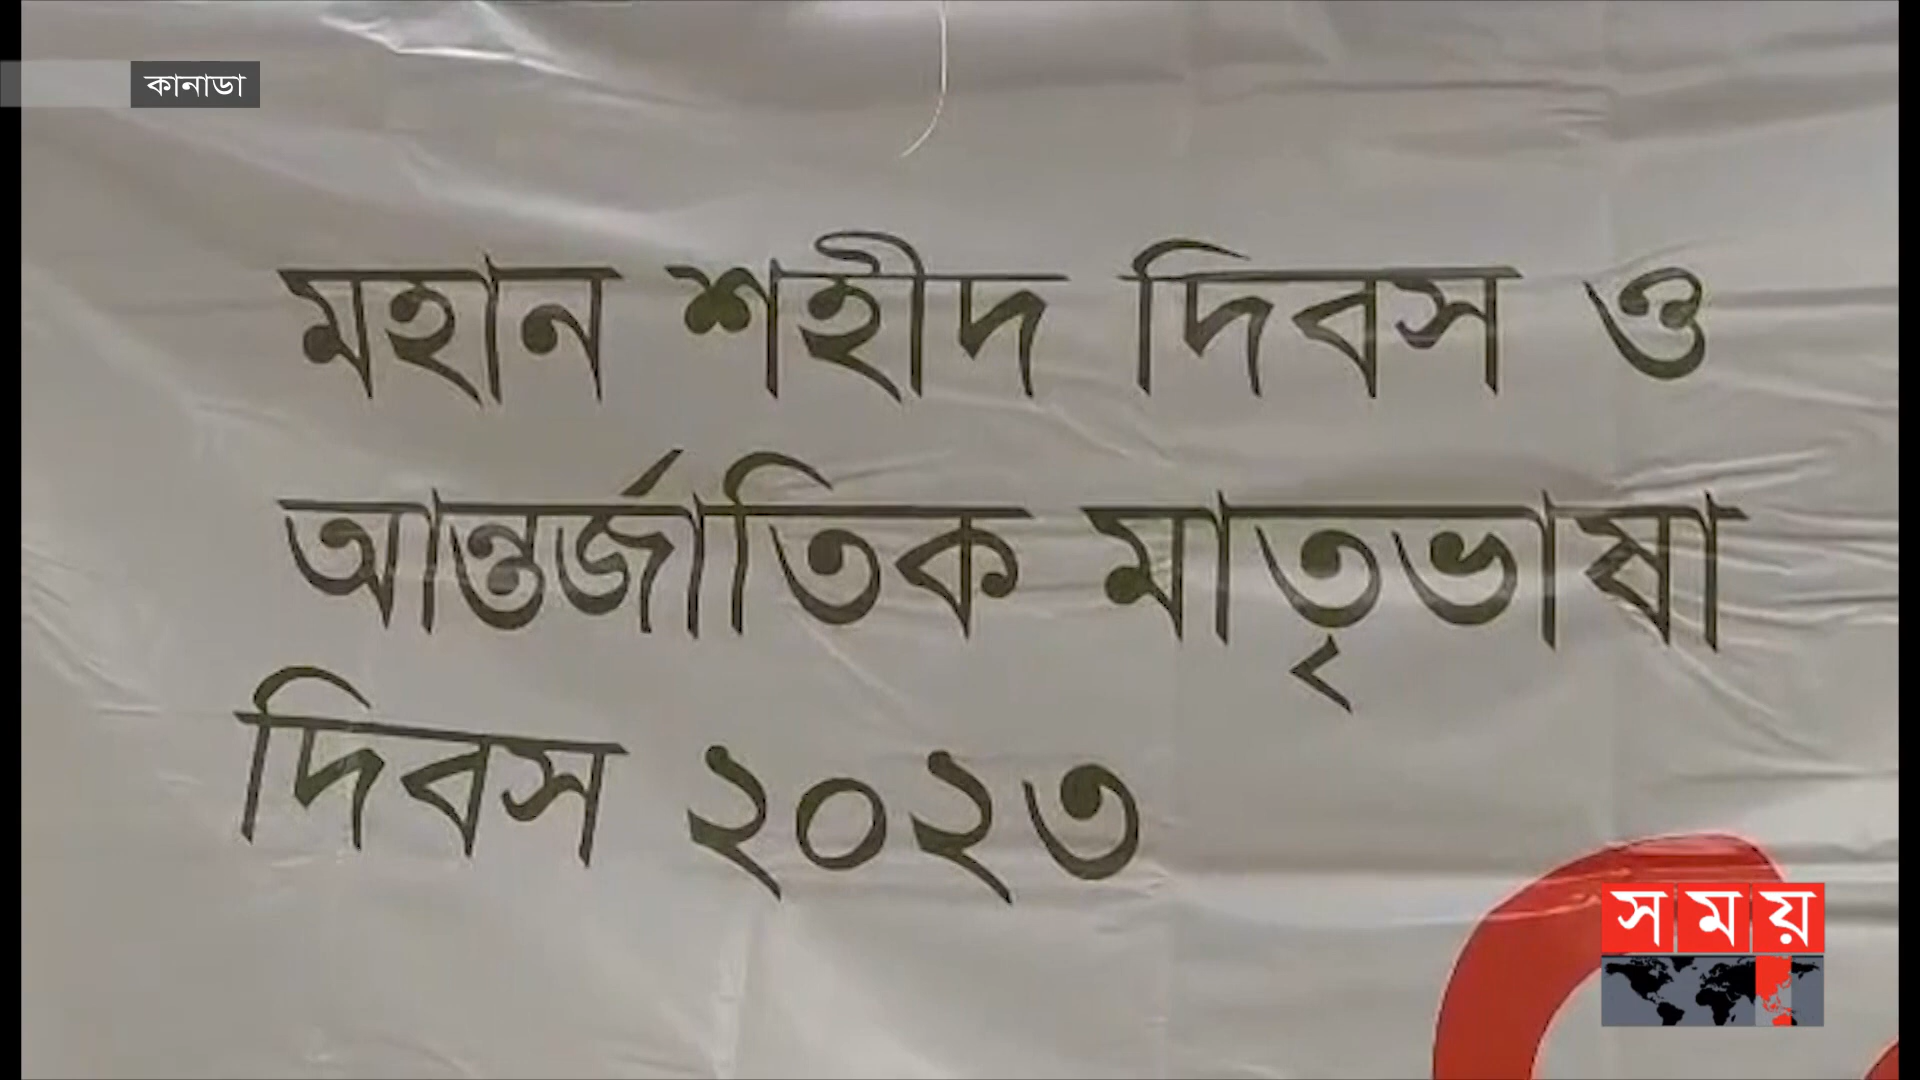 কানাডা
মহান শহীদ দিবস ও
আন্তর্জাতিক মাতৃভাষা
দিবস ২০২৩
সময়